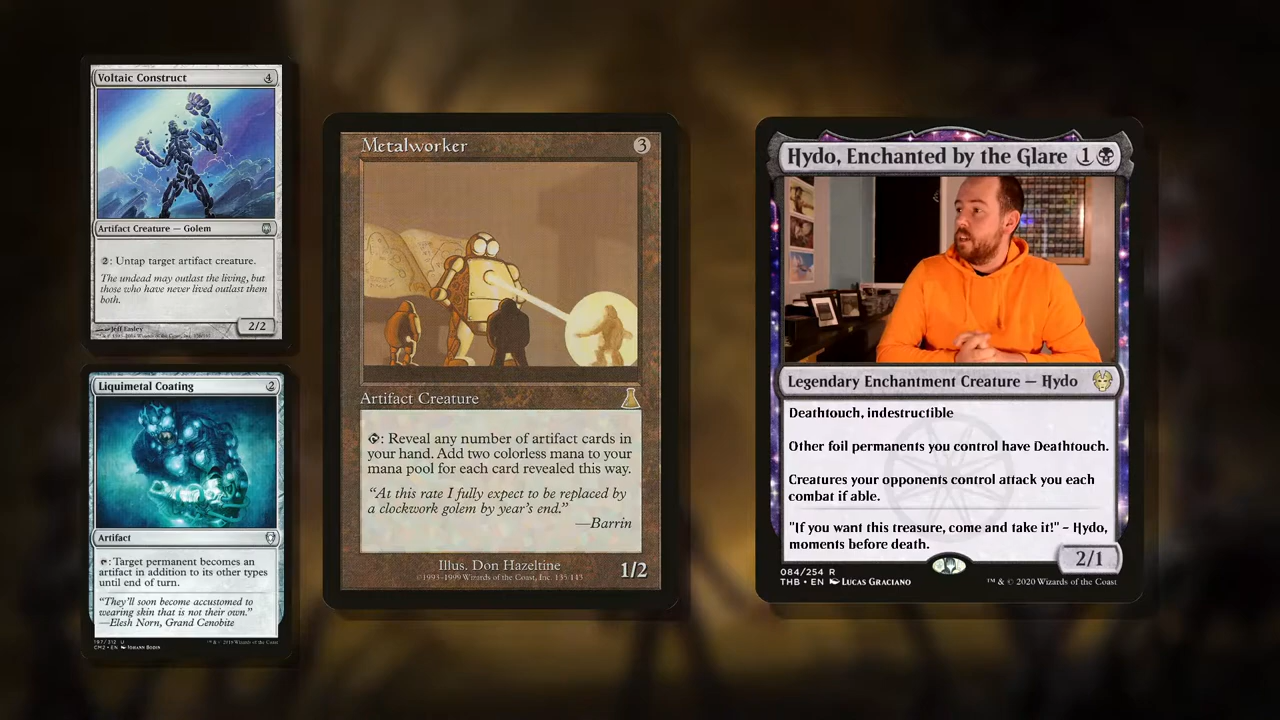 Voltaic Construct 4
Artifact Creature — Golem
2: Untap target artifact creature.
The undead may outlast the living, but
those who have never lived outlast them
both.
Jeff Easley
2/2
Liquimetal Coating 2
Artifact
: Target permanent becomes an
artifact in addition to its other types
until end of turn.
"They'll soon become accustomed to
wearing skin that is not their own."
—Elesh Norn, Grand Cenobite
CM2 • EN JOHANN BODIN
Metalworker 3
Artifact Creature
: Reveal any number of artifact cards in
your hand. Add two colorless mana to your
mana pool for each card revealed this way.
"At this rate I fully expect to be replaced by
a clockwork golem by year's end."
—Barrin
Illus. Don Hazeltine
©1993-1999 Wizards of the Coast, Inc. 135/143
1/2
Hydo, Enchanted by the Glare 1
Legendary Enchantment Creature — Hydo
Deathtouch, indestructible
Other foil permanents you control have Deathtouch.
Creatures your opponents control attack you each
combat if able.
"If you want this treasure, come and take it!" – Hydo,
moments before death.
2/1
084/254 R
THB • EN LUCAS GRACIANO
™ & © 2020 Wizards of the Coast